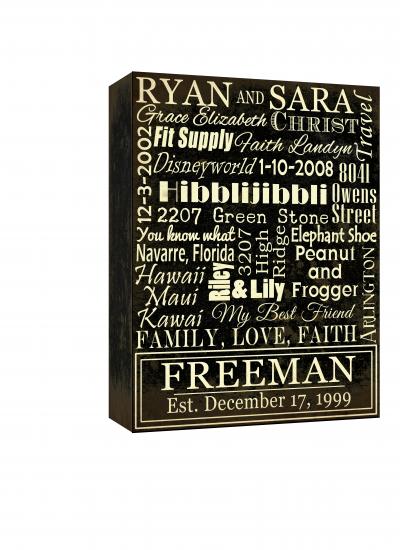 RYAN AND SARA
Grace Elizabeth CHRIST
Travel
12-3-2002
Fit Supply Faith Landyn
Disneyworld 1-10-2008 8041
Hibblijibbli Owens
2207 Green Stone Street
You know what 3207 High Ridge Elephant Shoe
Navarre, Florida Peanut
Hawaii and
Maui Riley & Lily Frogger
Kawai My Best Friend
ARLINGTON
FAMILY, LOVE, FAITH
FREEMAN
Est. December 17, 1999